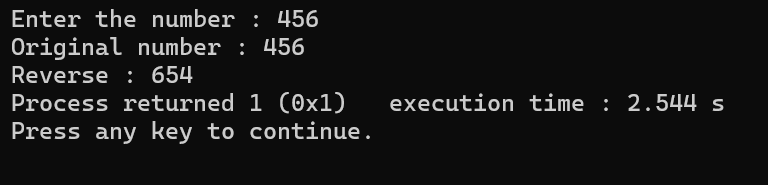 Enter the number : 456
Original number : 456
Reverse : 654
Process returned 1 (0x1)   execution time : 2.544 s
Press any key to continue.